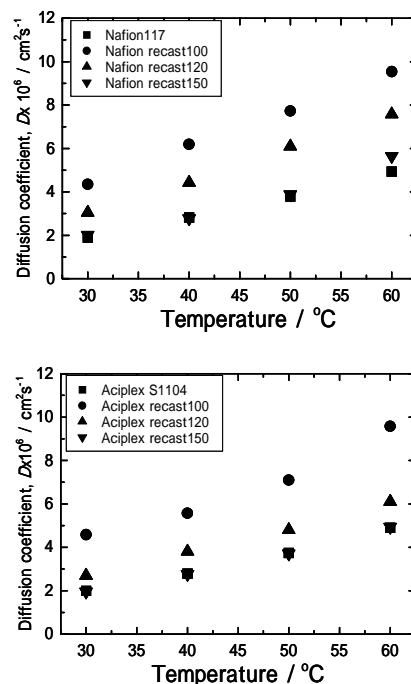 Diffusion coefficient, D× 10⁶ / cm²s⁻¹
12
10
8
6
4
2
0
Nafion117
Nafion recast100
Nafion recast120
Nafion recast150
30 35 40 45 50 55 60
Temperature / °C
Diffusion coefficient, D×10⁶ / cm²s⁻¹
12
10
8
6
4
2
0
Aciplex S1104
Aciplex recast100
Aciplex recast120
Aciplex recast150
30 35 40 45 50 55 60
Temperature / °C